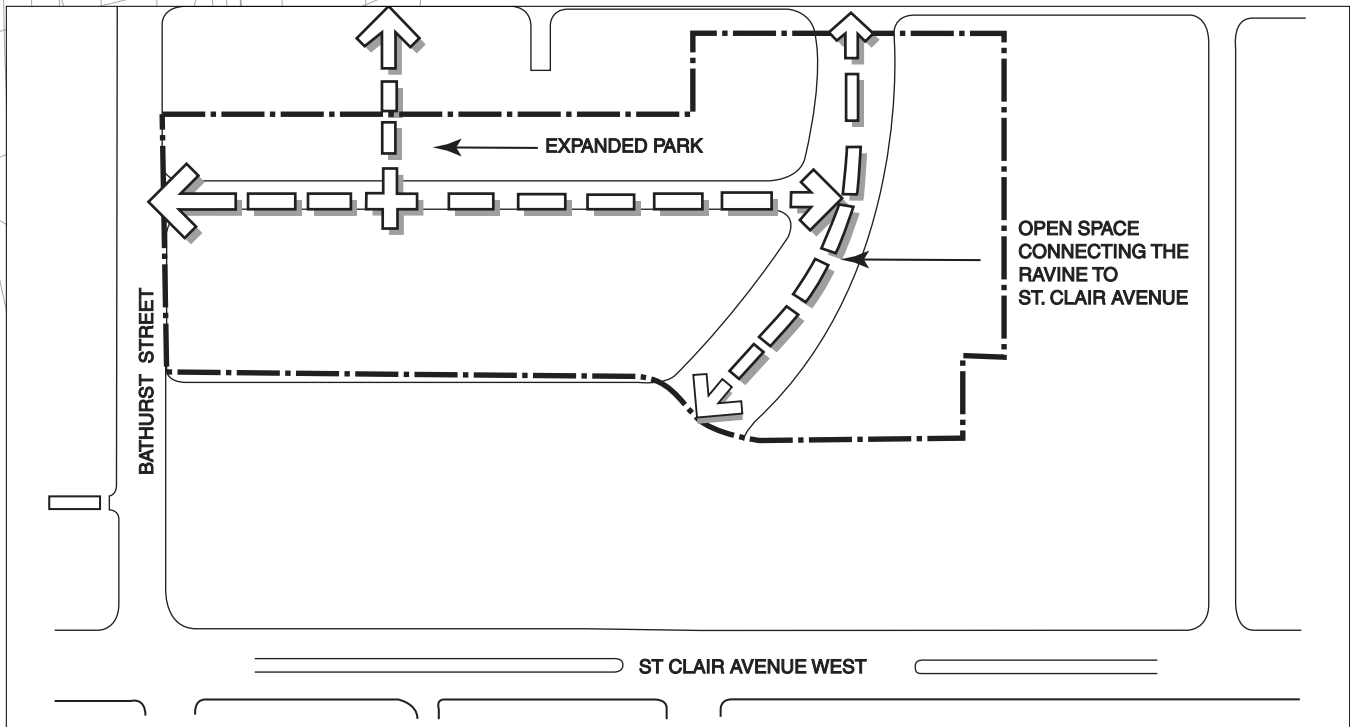 EXPANDED PARK
OPEN SPACE
CONNECTING THE
RAVINE TO
ST. CLAIR AVENUE
BATHURST STREET
ST CLAIR AVENUE WEST